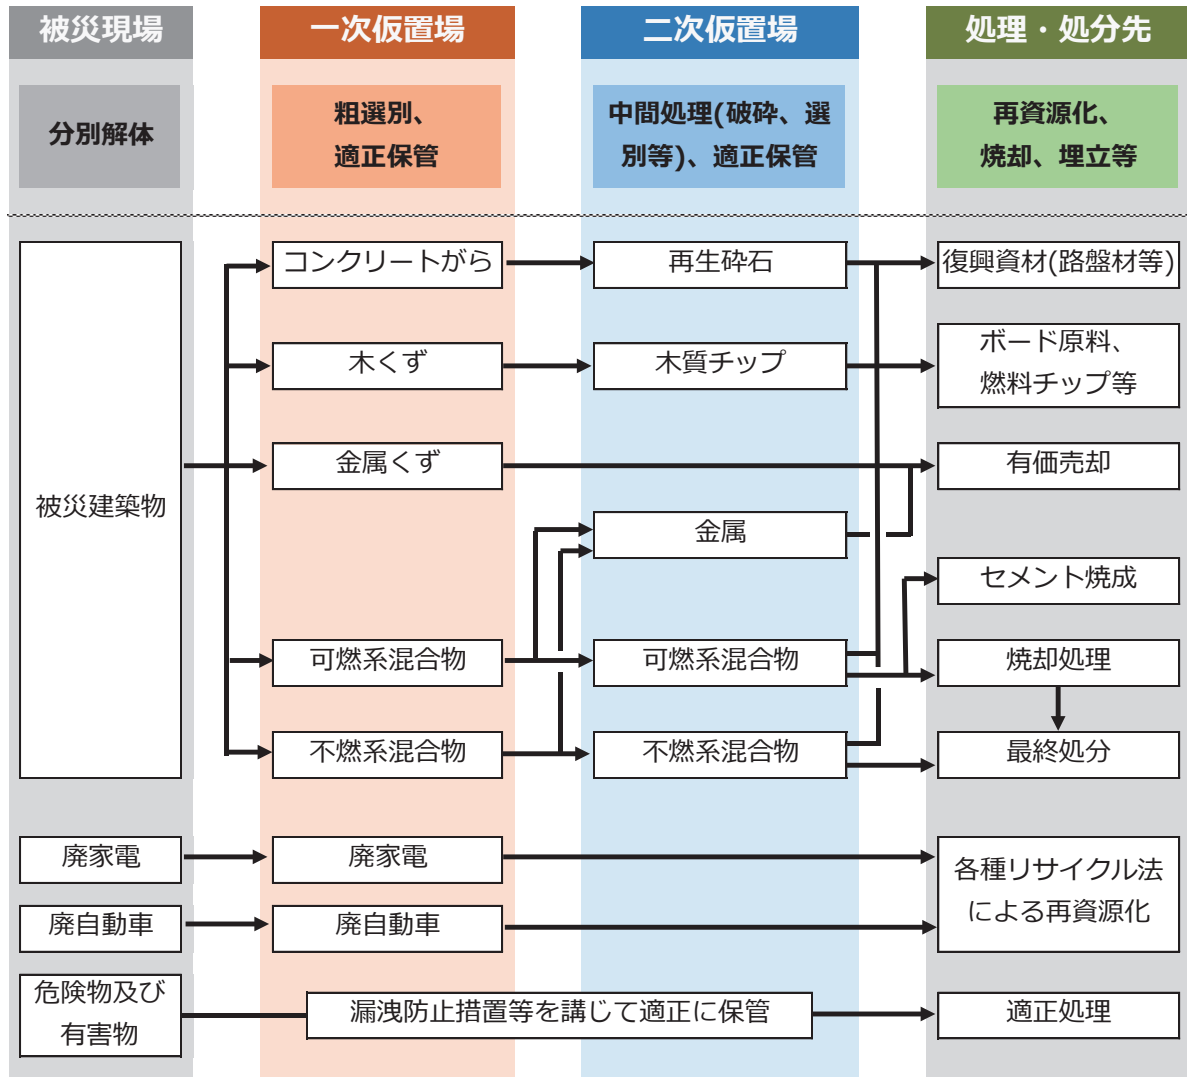 被災現場
一次仮置場
二次仮置場
処理・処分先
分別解体
粗選別、
適正保管
中間処理(破砕、選
別等)、適正保管
再資源化、
焼却、埋立等
被災建築物
コンクリートがら
再生砕石
復興資材(路盤材等)
木くず
木質チップ
ボード原料、
燃料チップ等
金属くず
有価売却
金属
セメント焼成
可燃系混合物
可燃系混合物
焼却処理
不燃系混合物
不燃系混合物
最終処分
廃家電
廃家電
各種リサイクル法
による再資源化
廃自動車
廃自動車
危険物及び
有害物
漏洩防止措置等を講じて適正に保管
適正処理